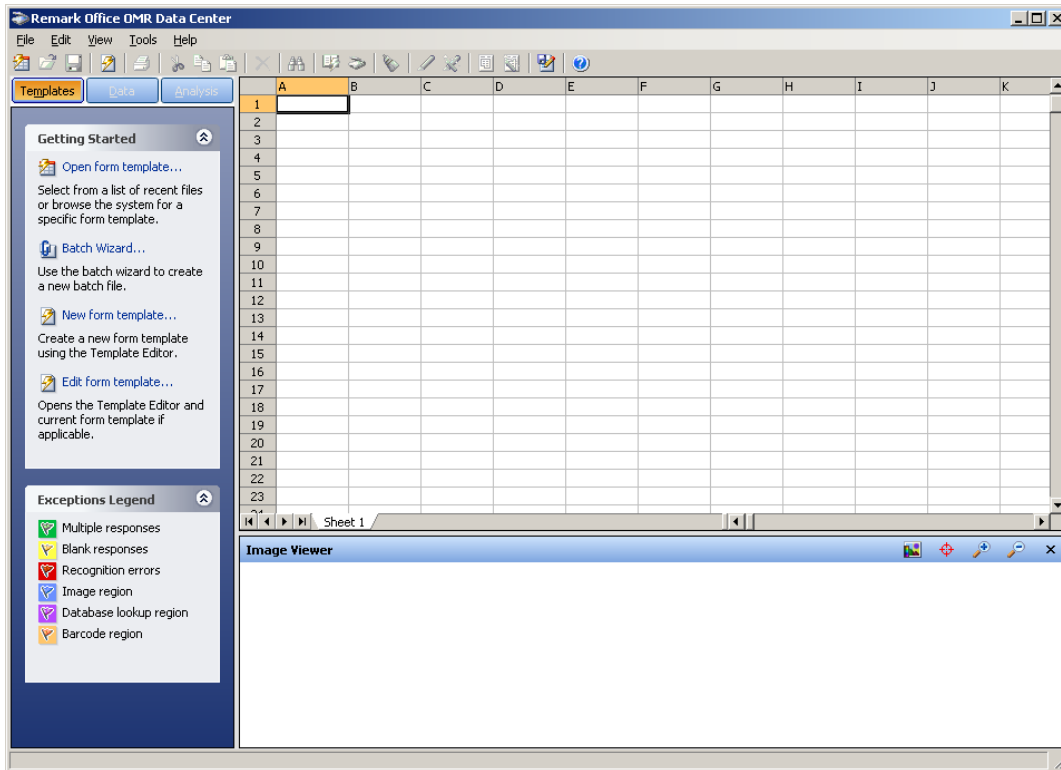 Remark Office OMR Data Center
File Edit View Tools Help
Templates Data Analysis
Getting Started
Open form template...
Select from a list of recent files
or browse the system for a
specific form template.
Batch Wizard...
Use the batch wizard to create
a new batch file.
New form template...
Create a new form template
using the Template Editor.
Edit form template...
Opens the Template Editor and
current form template if
applicable.
Exceptions Legend
Multiple responses
Blank responses
Recognition errors
Image region
Database lookup region
Barcode region
A B C D E F G H I J K
1
2
3
4
5
6
7
8
9
10
11
12
13
14
15
16
17
18
19
20
21
22
23
24
Sheet 1
Image Viewer